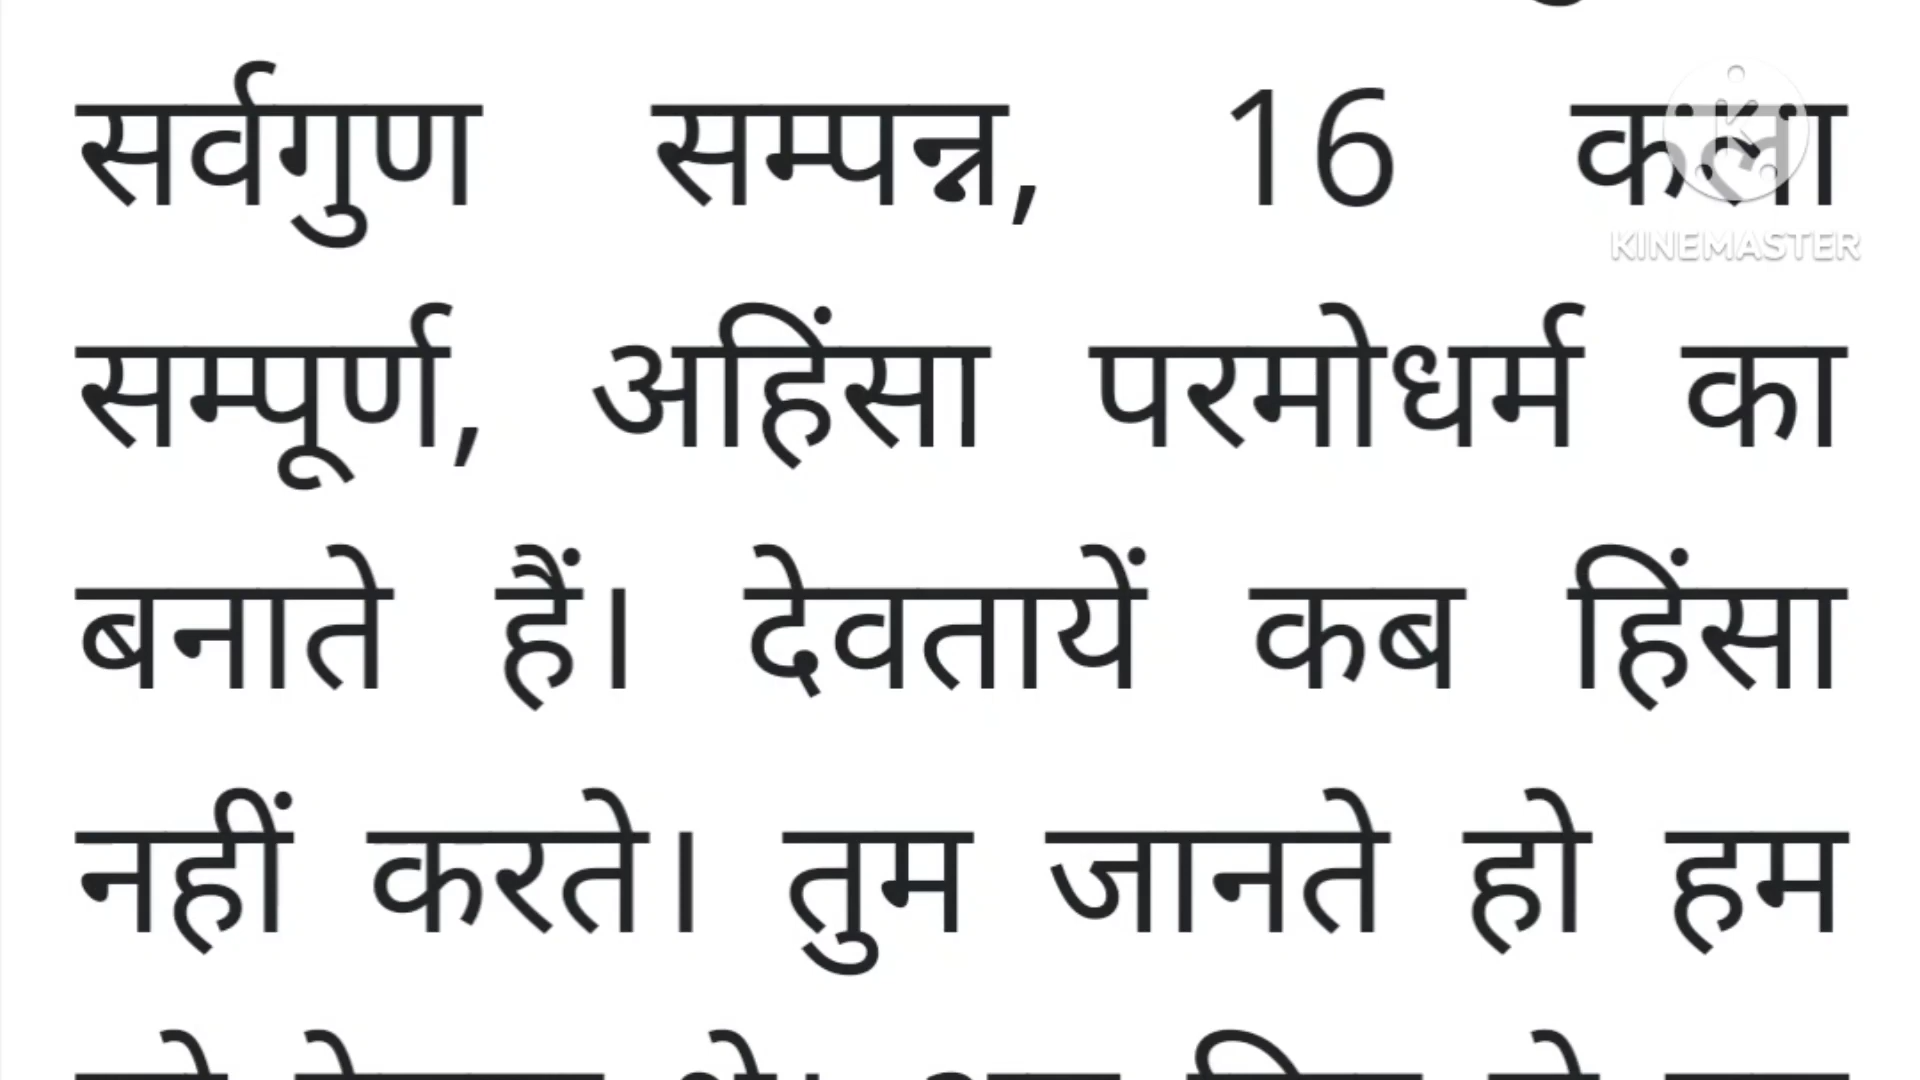 सर्वगुण सम्पन्न, 16 कला
KINEMASTER
सम्पूर्ण, अहिंसा परमोधर्म का
बनाते हैं। देवतायें कब हिंसा
नहीं करते। तुम जानते हो हम